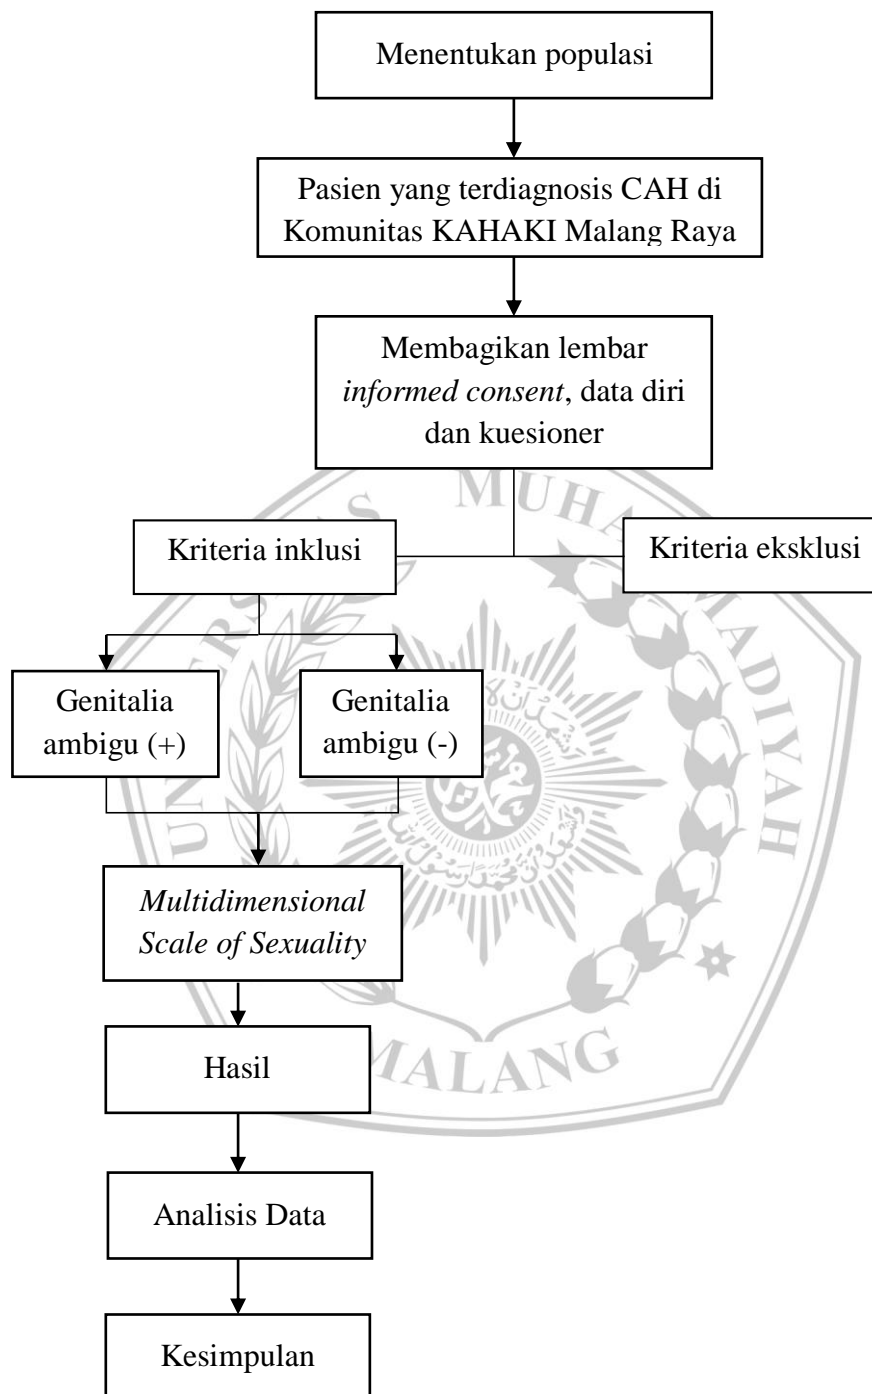 Menentukan populasi
Pasien yang terdiagnosis CAH di
Komunitas KAHAKI Malang Raya
Membagikan lembar
informed consent, data diri
dan kuesioner
Kriteria inklusi
Kriteria eksklusi
Genitalia
ambigu (+)
Genitalia
ambigu (-)
Multidimensional
Scale of Sexuality
Hasil
Analisis Data
Kesimpulan
MALANG